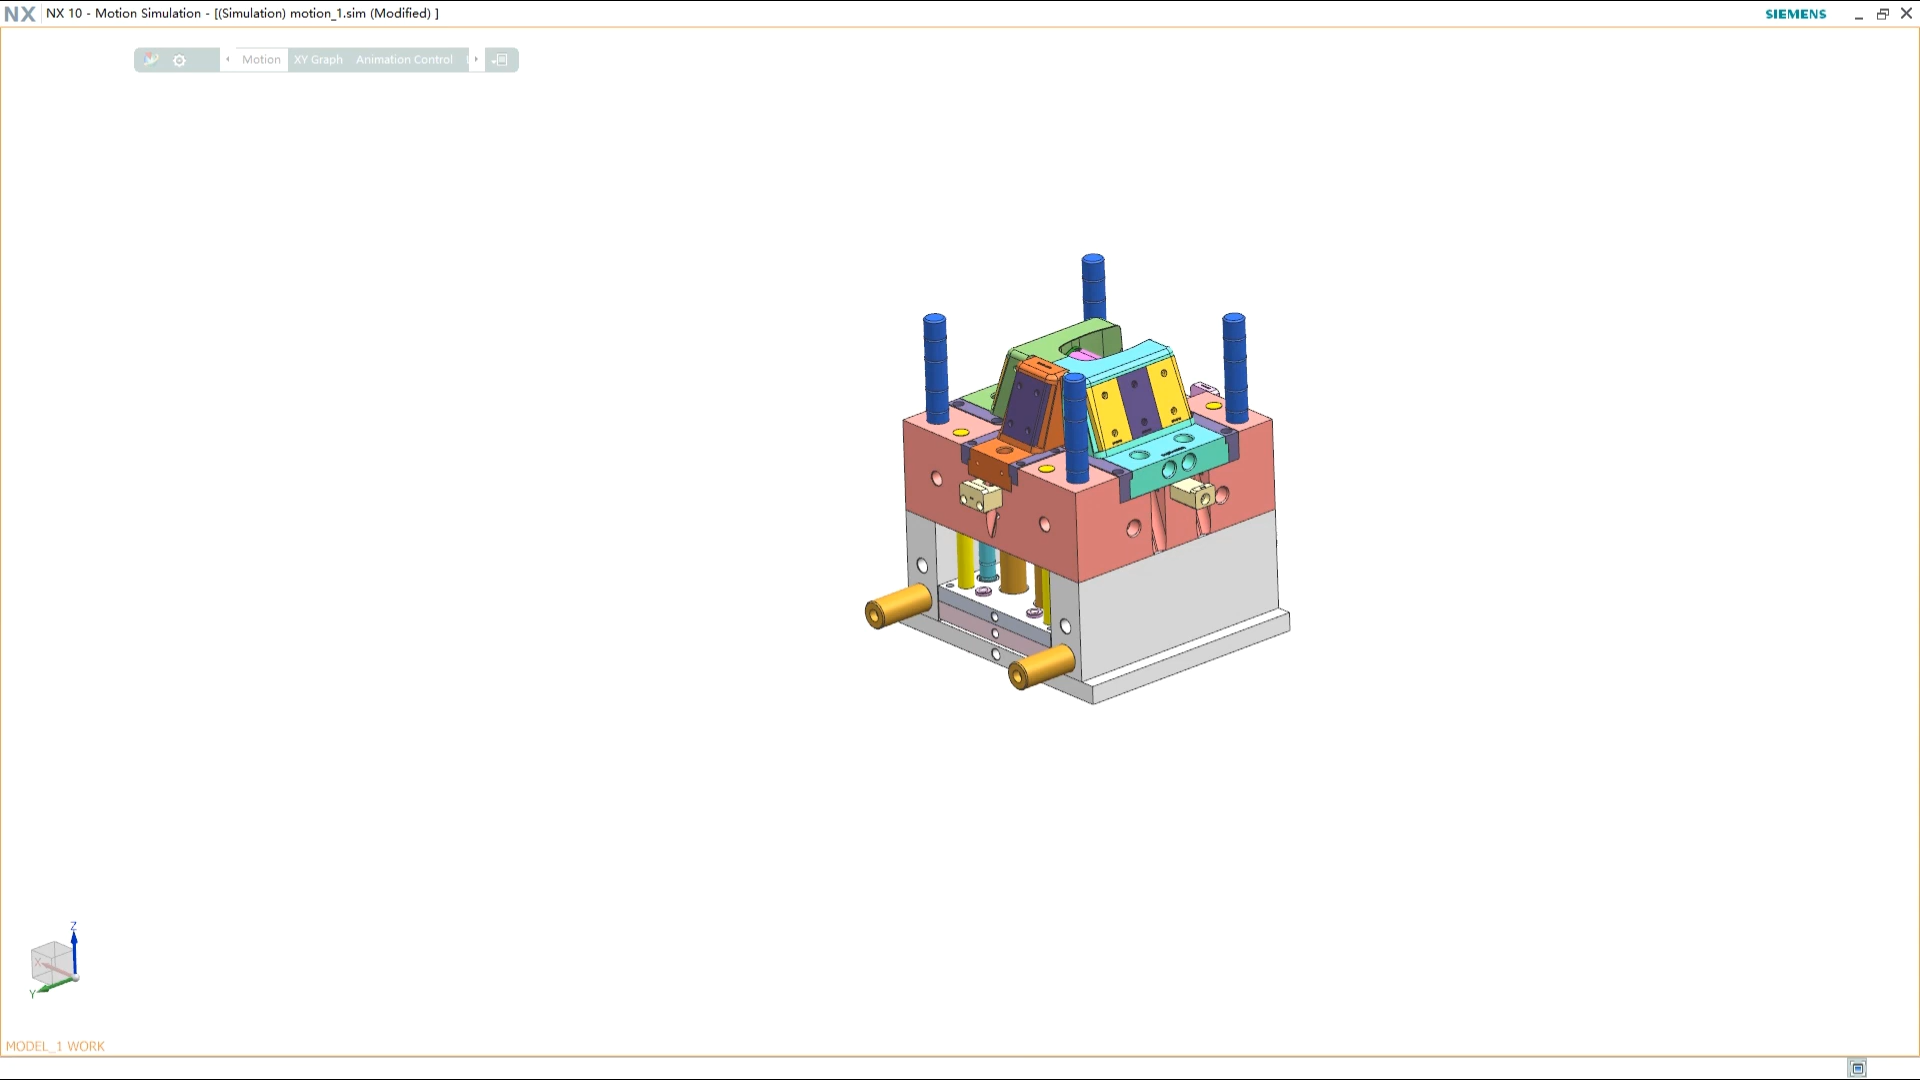 NX NX 10 - Motion Simulation - [(Simulation) motion_1.sim (Modified) ] SIEMENS
Motion XY Graph Animation Control
Z
X
Y
MODEL_1 WORK